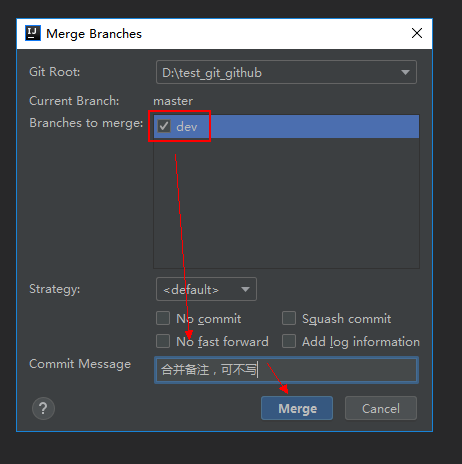 IJ Merge Branches
Git Root: D:\test_git_github
Current Branch: master
Branches to merge: dev
Strategy: <default>
No commit Squash commit
No fast forward Add log information
Commit Message 合并备注，可不写
? Merge Cancel